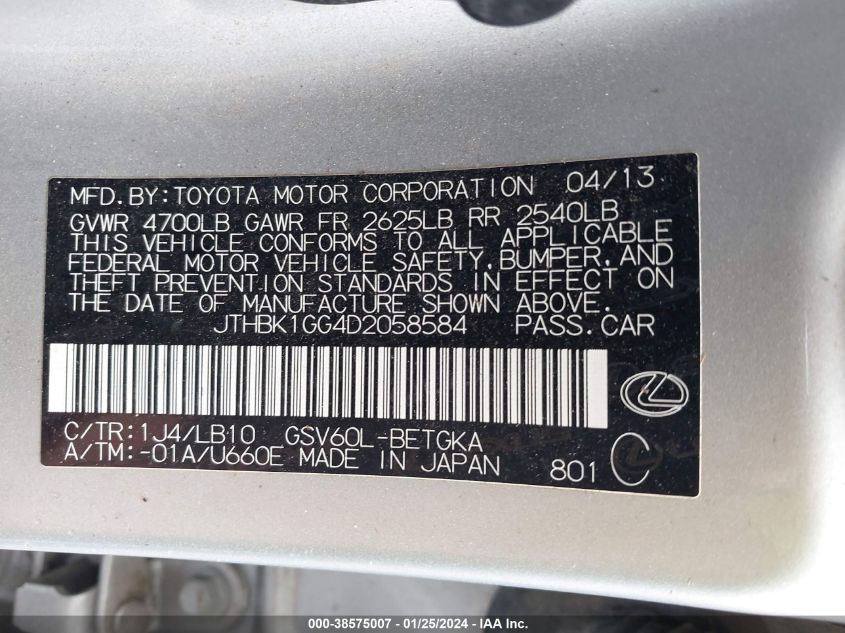 MFD.BY:TOYOTA MOTOR CORPORATION 04/13
GVWR 4700LB GAWR FR 2625LB RR 2540LB
THIS VEHICLE CONFORMS TO ALL APPLICABLE
FEDERAL MOTOR VEHICLE SAFETY,BUMPER,AND
THEFT PREVENTION STANDARDS IN EFFECT ON
THE DATE OF MANUFACTURE SHOWN ABOVE.
JTHBK1GG4D2058584 PASS.CAR
C/TR:1J4/LB10 GSV60L-BETGKA
A/TM:-01A/U660E MADE IN JAPAN 801 C
000-38575007 - 01/25/2024 - IAA Inc.